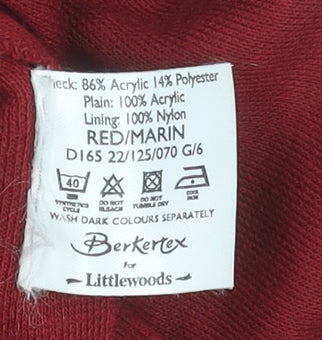 eck: 86% Acrylic 14% Polyester
Plain: 100% Acrylic
Lining: 100% Nylon
RED/MARIN
D165 22/125/070 G/6
40
SYNTHETICS CYCLE DO NOT BLEACH DO NOT TUMBLE DRY COOL IRON
WASH DARK COLOURS SEPARATELY
Berkertex
FOR
Littlewoods